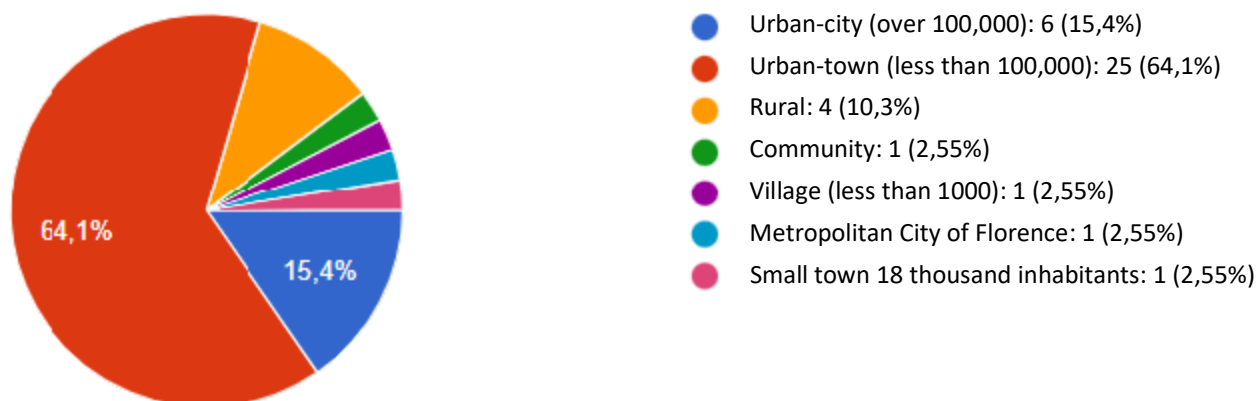 Urban-city (over 100,000): 6 (15,4%)
Urban-town (less than 100,000): 25 (64,1%)
Rural: 4 (10,3%)
Community: 1 (2,55%)
Village (less than 1000): 1 (2,55%)
Metropolitan City of Florence: 1 (2,55%)
Small town 18 thousand inhabitants: 1 (2,55%)
64,1%
15,4%